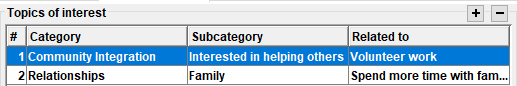 Topics of interest
# Category Subcategory Related to
1 Community Integration Interested in helping others Volunteer work
2 Relationships Family Spend more time with fam...